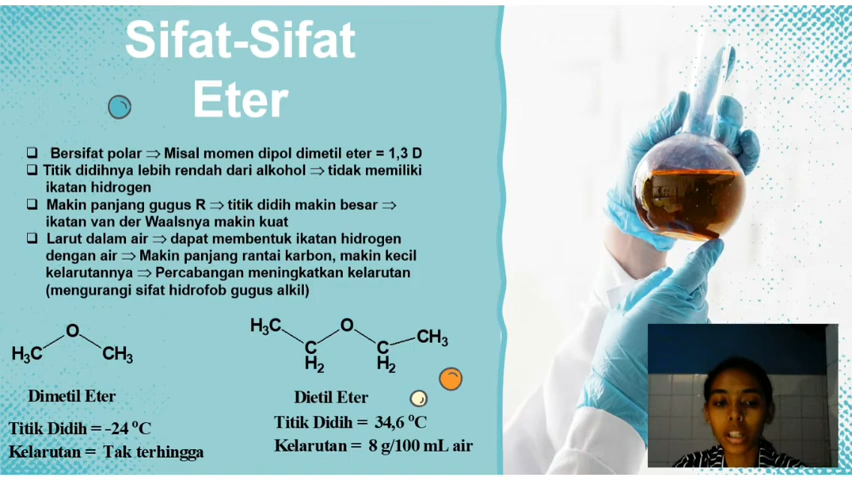 Sifat-Sifat
Eter
❑ Bersifat polar ⇒ Misal momen dipol dimetil eter = 1,3 D
❑ Titik didihnya lebih rendah dari alkohol ⇒ tidak memiliki
ikatan hidrogen
❑ Makin panjang gugus R ⇒ titik didih makin besar ⇒
ikatan van der Waalsnya makin kuat
❑ Larut dalam air ⇒ dapat membentuk ikatan hidrogen
dengan air ⇒ Makin panjang rantai karbon, makin kecil
kelarutannya ⇒ Percabangan meningkatkan kelarutan
(mengurangi sifat hidrofob gugus alkil)
O
H₃C CH₃
Dimetil Eter
Titik Didih = -24 ⁰C
Kelarutan = Tak terhingga
H₃C O CH₃
C C
H₂ H₂
Dietil Eter
Titik Didih = 34,6 ⁰C
Kelarutan = 8 g/100 mL air